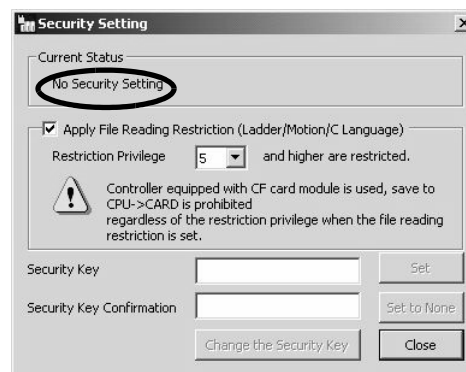 Security Setting
Current Status
No Security Setting
Apply File Reading Restriction (Ladder/Motion/C Language)
Restriction Privilege 5 and higher are restricted.
Controller equipped with CF card module is used, save to
CPU->CARD is prohibited
regardless of the restriction privilege when the file reading
restriction is set.
Security Key Set
Security Key Confirmation Set to None
Change the Security Key Close